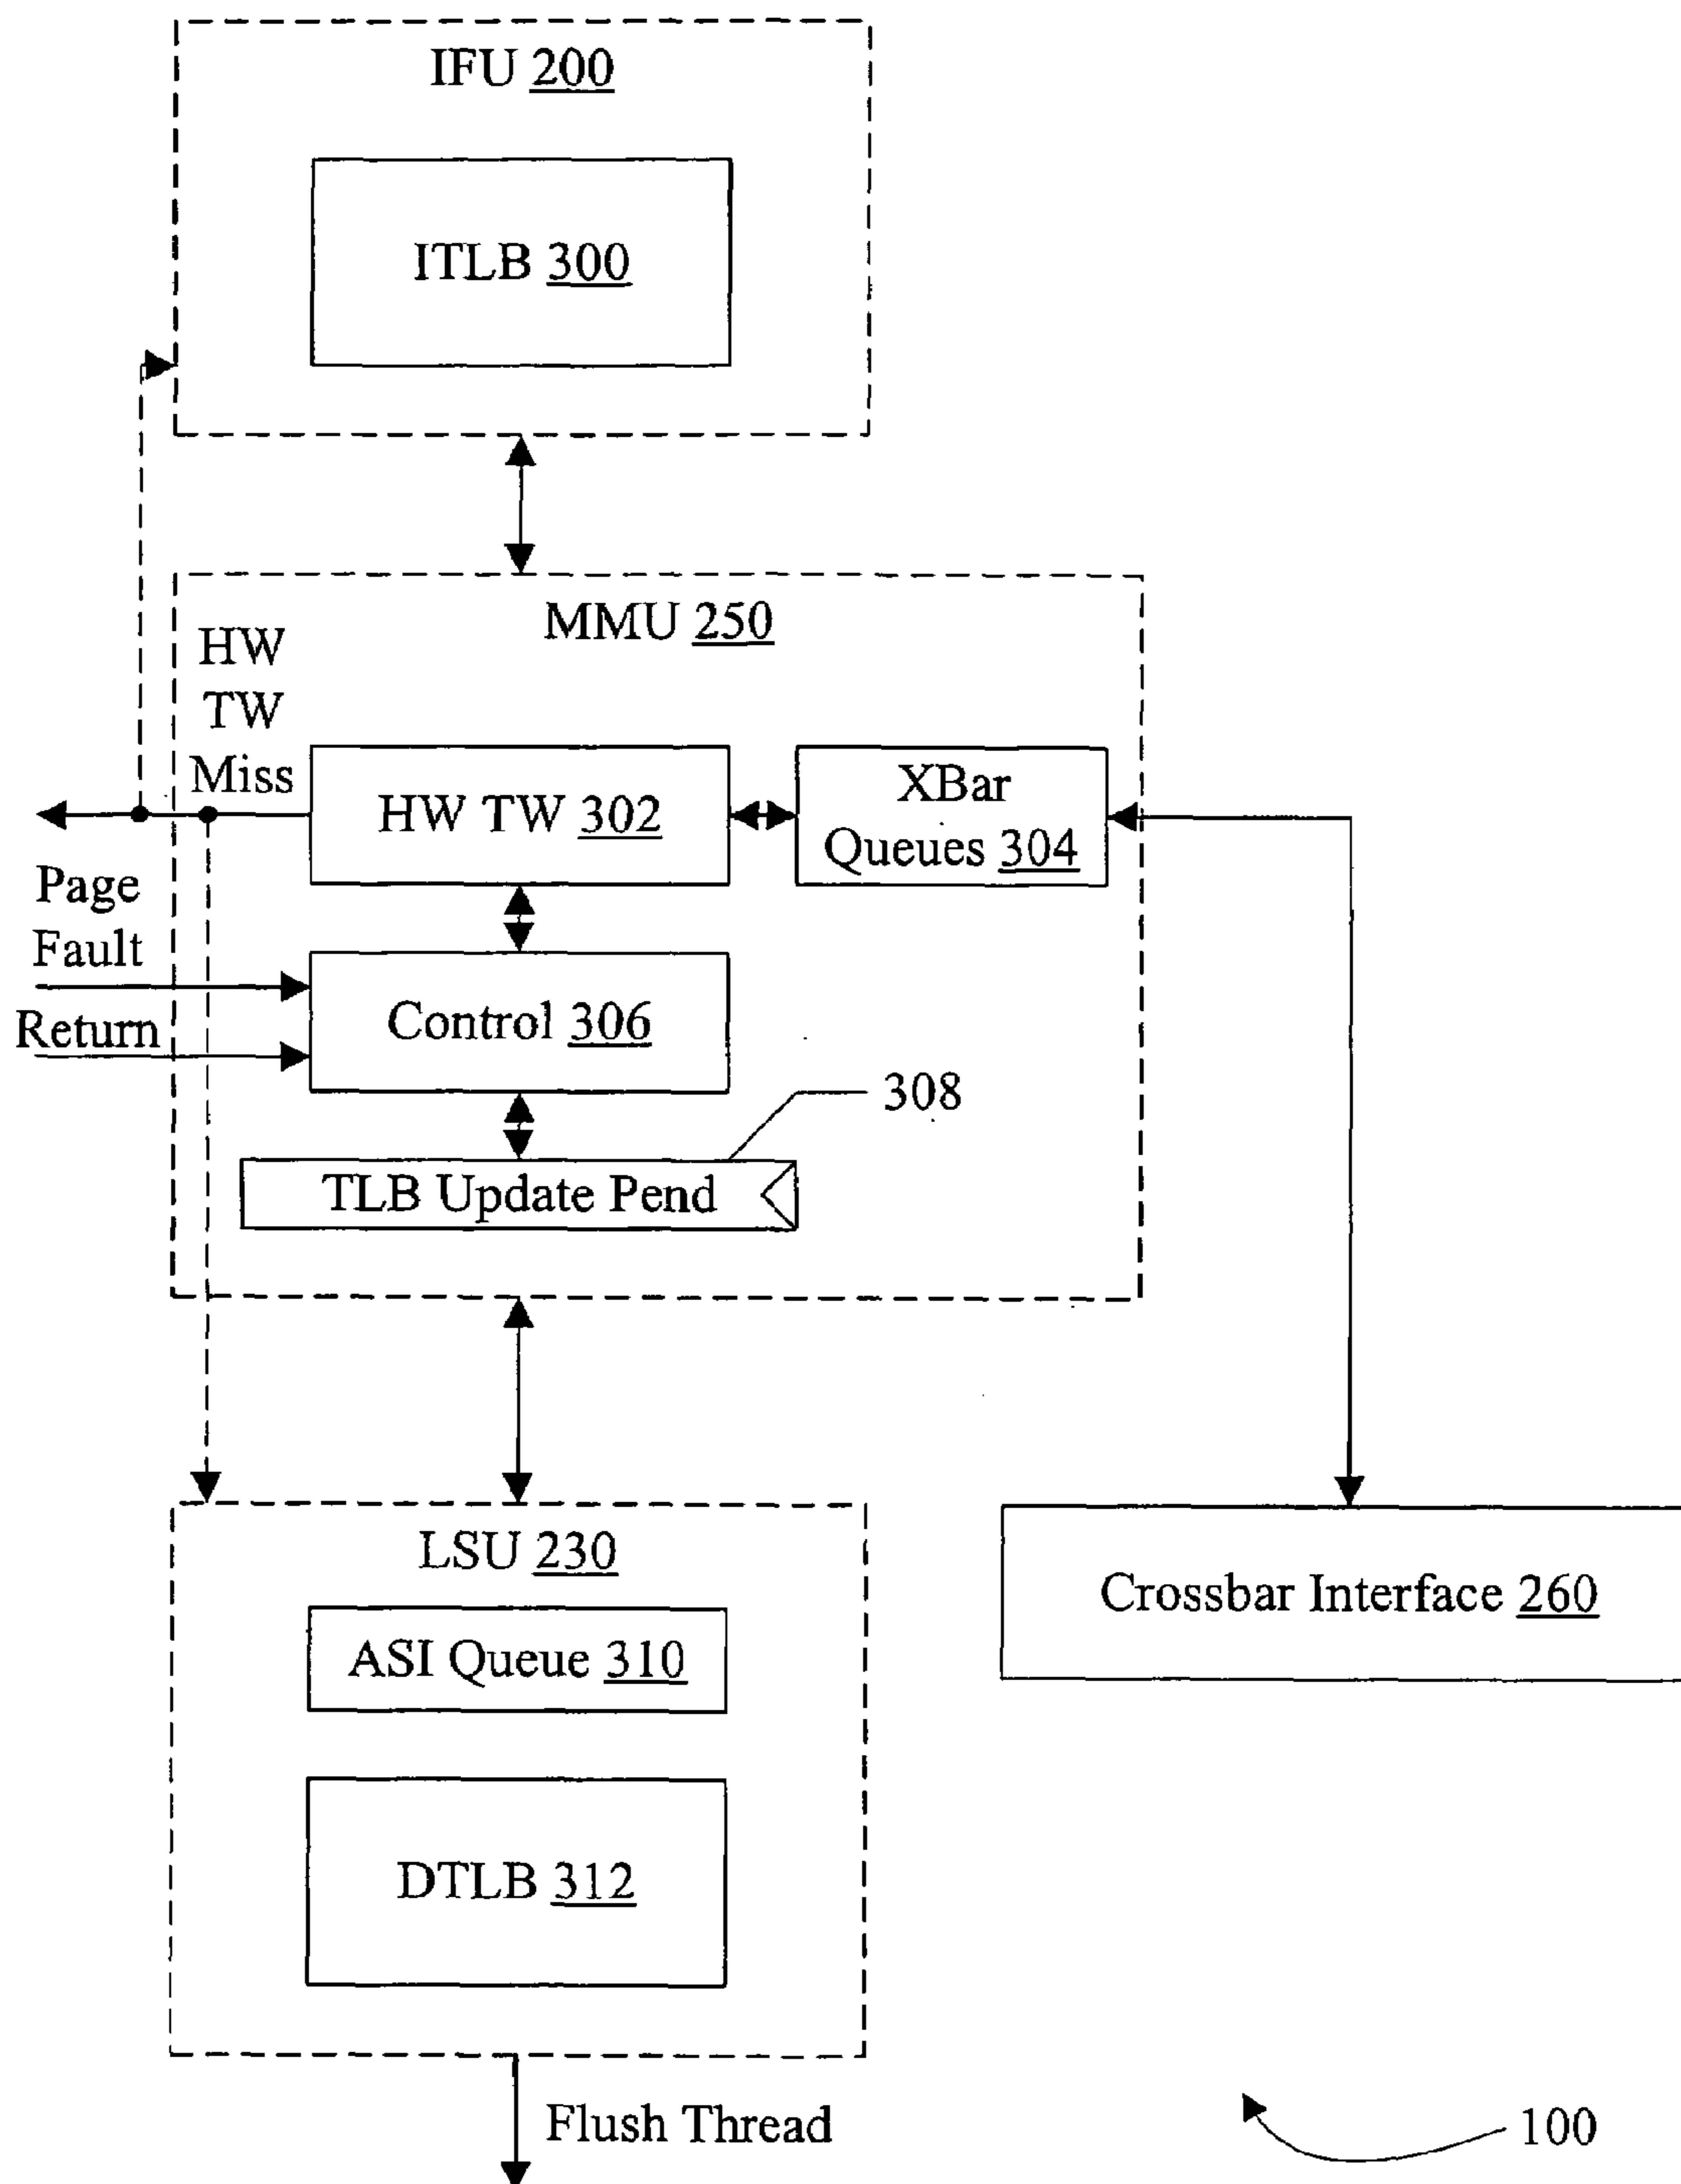 IFU 200
ITLB 300
MMU 250
HW
TW
Miss
HW TW 302
XBar
Queues 304
Page
Fault
Return
Control 306
308
TLB Update Pend
LSU 230
ASI Queue 310
DTLB 312
Crossbar Interface 260
Flush Thread
100